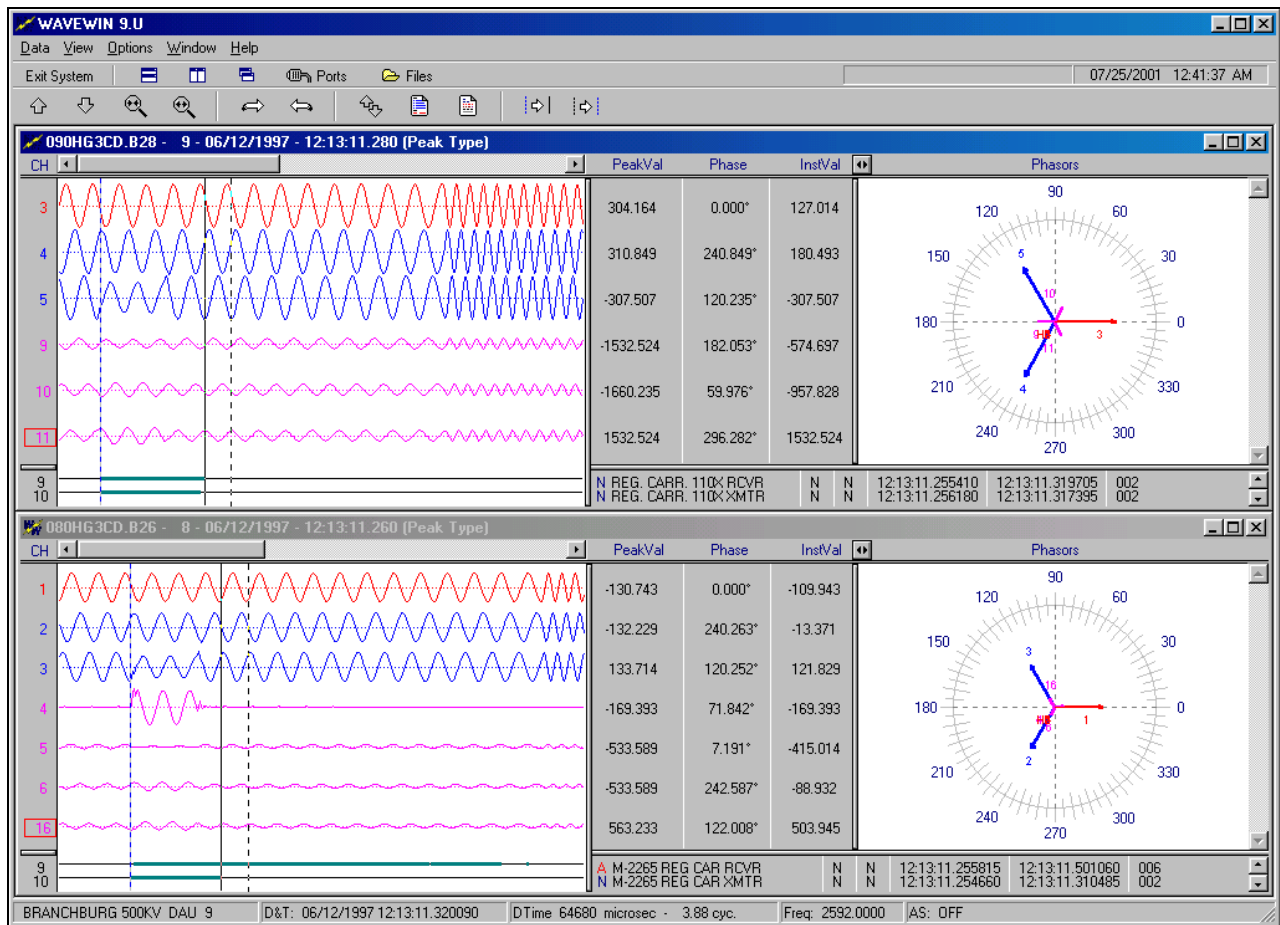 WAVEWIN 9.U
Data View Options Window Help
Exit System Ports Files 07/25/2001 12:41:37 AM
090HG3CD.B28 - 9 - 06/12/1997 - 12:13:11.280 (Peak Type)
CH PeakVal Phase InstVal Phasors
3 304.164 0.000° 127.014
4 310.849 240.849° 180.493
5 -307.507 120.235° -307.507
9 -1532.524 182.053° -574.697
10 -1660.235 59.976° -957.828
11 1532.524 296.282° 1532.524
90
120 60
150 5 30
10
180 3 0
9
11
210 4 330
240 300
270
9 N REG. CARR. 110X RCVR N N 12:13:11.255410 12:13:11.319705 002
10 N REG. CARR. 110X XMTR N N 12:13:11.256180 12:13:11.317395 002
080HG3CD.B26 - 8 - 06/12/1997 - 12:13:11.260 (Peak Type)
CH PeakVal Phase InstVal Phasors
1 -130.743 0.000° -109.943
2 -132.229 240.263° -13.371
3 133.714 120.252° 121.829
4 -169.393 71.842° -169.393
5 -533.589 7.191° -415.014
6 -533.589 242.587° -88.932
16 563.233 122.008° 503.945
90
120 60
150 3 30
16
180 1 0
6
210 2 330
240 300
270
9 A M-2265 REG CAR RCVR N N 12:13:11.255815 12:13:11.501060 006
10 N M-2265 REG CAR XMTR N N 12:13:11.254660 12:13:11.310485 002
BRANCHBURG 500KV DAU 9 D&T: 06/12/1997 12:13:11.320090 DTime 64680 microsec - 3.88 cyc. Freq: 2592.0000 AS: OFF